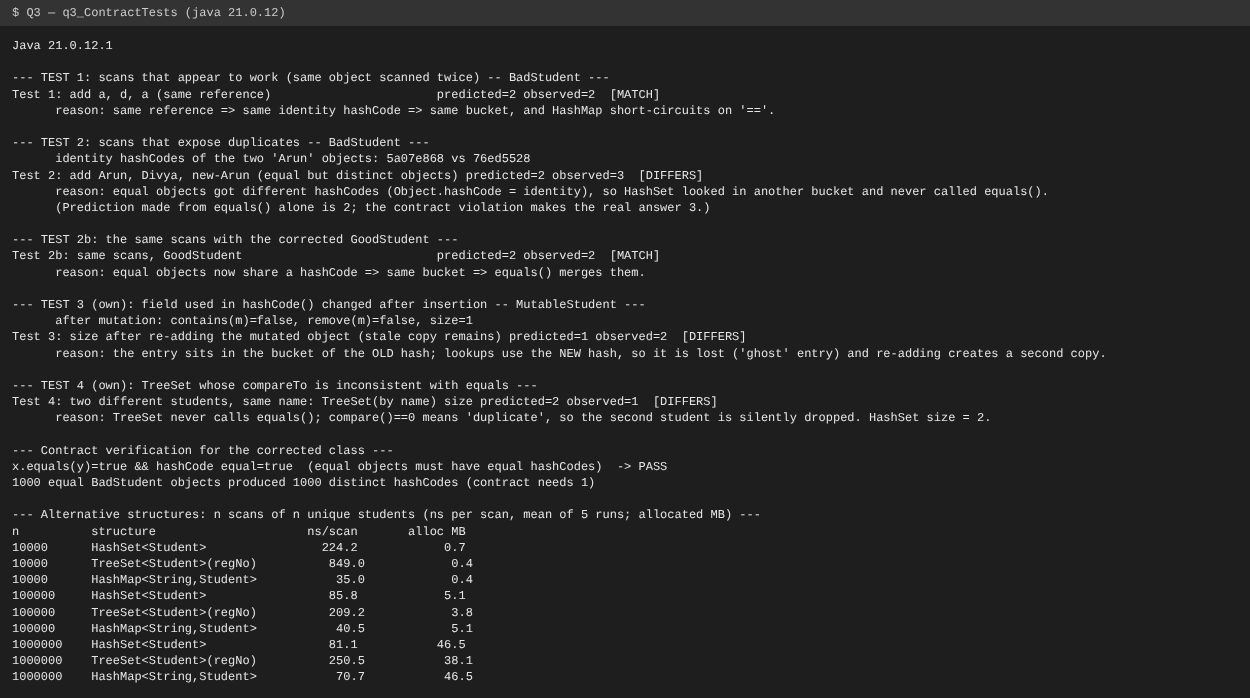 $ Q3 — q3_ContractTests (java 21.0.12)
Java 21.0.12.1
--- TEST 1: scans that appear to work (same object scanned twice) -- BadStudent ---
Test 1: add a, d, a (same reference) predicted=2 observed=2 [MATCH]
reason: same reference => same identity hashCode => same bucket, and HashMap short-circuits on '=='.
--- TEST 2: scans that expose duplicates -- BadStudent ---
identity hashCodes of the two 'Arun' objects: 5a07e868 vs 76ed5528
Test 2: add Arun, Divya, new-Arun (equal but distinct objects) predicted=2 observed=3 [DIFFERS]
reason: equal objects got different hashCodes (Object.hashCode = identity), so HashSet looked in another bucket and never called equals().
(Prediction made from equals() alone is 2; the contract violation makes the real answer 3.)
--- TEST 2b: the same scans with the corrected GoodStudent ---
Test 2b: same scans, GoodStudent predicted=2 observed=2 [MATCH]
reason: equal objects now share a hashCode => same bucket => equals() merges them.
--- TEST 3 (own): field used in hashCode() changed after insertion -- MutableStudent ---
after mutation: contains(m)=false, remove(m)=false, size=1
Test 3: size after re-adding the mutated object (stale copy remains) predicted=1 observed=2 [DIFFERS]
reason: the entry sits in the bucket of the OLD hash; lookups use the NEW hash, so it is lost ('ghost' entry) and re-adding creates a second copy.
--- TEST 4 (own): TreeSet whose compareTo is inconsistent with equals ---
Test 4: two different students, same name: TreeSet(by name) size predicted=2 observed=1 [DIFFERS]
reason: TreeSet never calls equals(); compare()==0 means 'duplicate', so the second student is silently dropped. HashSet size = 2.
--- Contract verification for the corrected class ---
x.equals(y)=true && hashCode equal=true (equal objects must have equal hashCodes) -> PASS
1000 equal BadStudent objects produced 1000 distinct hashCodes (contract needs 1)
--- Alternative structures: n scans of n unique students (ns per scan, mean of 5 runs; allocated MB) ---
n structure ns/scan alloc MB
10000 HashSet<Student> 224.2 0.7
10000 TreeSet<Student>(regNo) 849.0 0.4
10000 HashMap<String,Student> 35.0 0.4
100000 HashSet<Student> 85.8 5.1
100000 TreeSet<Student>(regNo) 209.2 3.8
100000 HashMap<String,Student> 40.5 5.1
1000000 HashSet<Student> 81.1 46.5
1000000 TreeSet<Student>(regNo) 250.5 38.1
1000000 HashMap<String,Student> 70.7 46.5